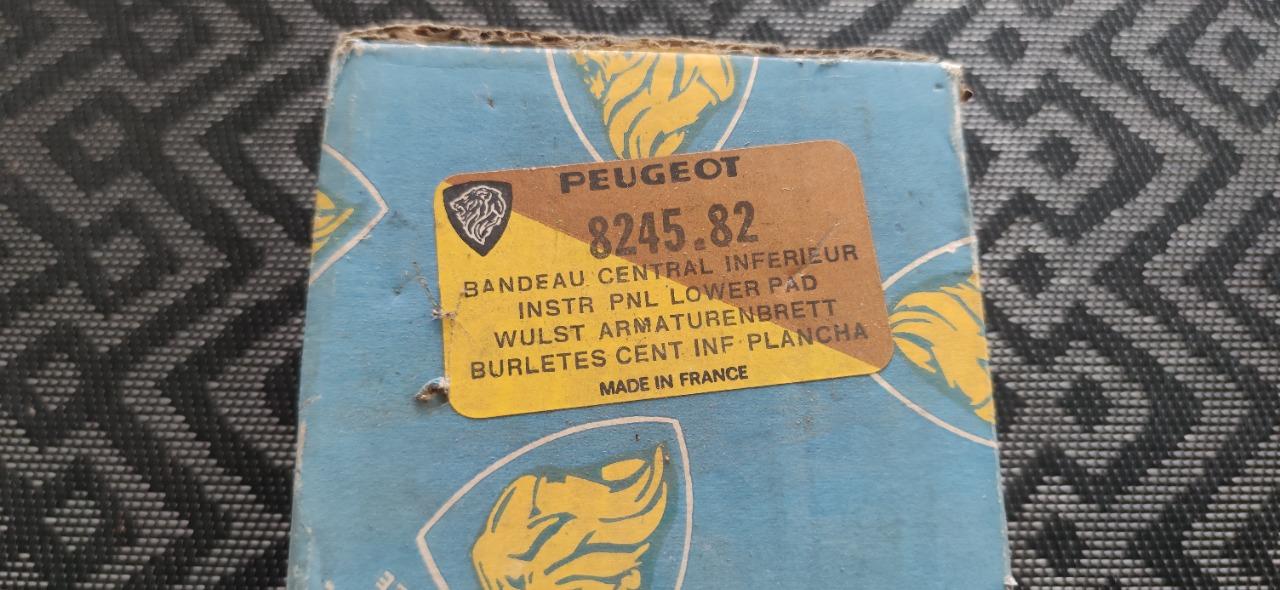 PEUGEOT
8245.82
BANDEAU CENTRAL INFERIEUR
INSTR PNL LOWER PAD
WULST ARMATURENBRETT
BURLETES CENT INF PLANCHA
MADE IN FRANCE